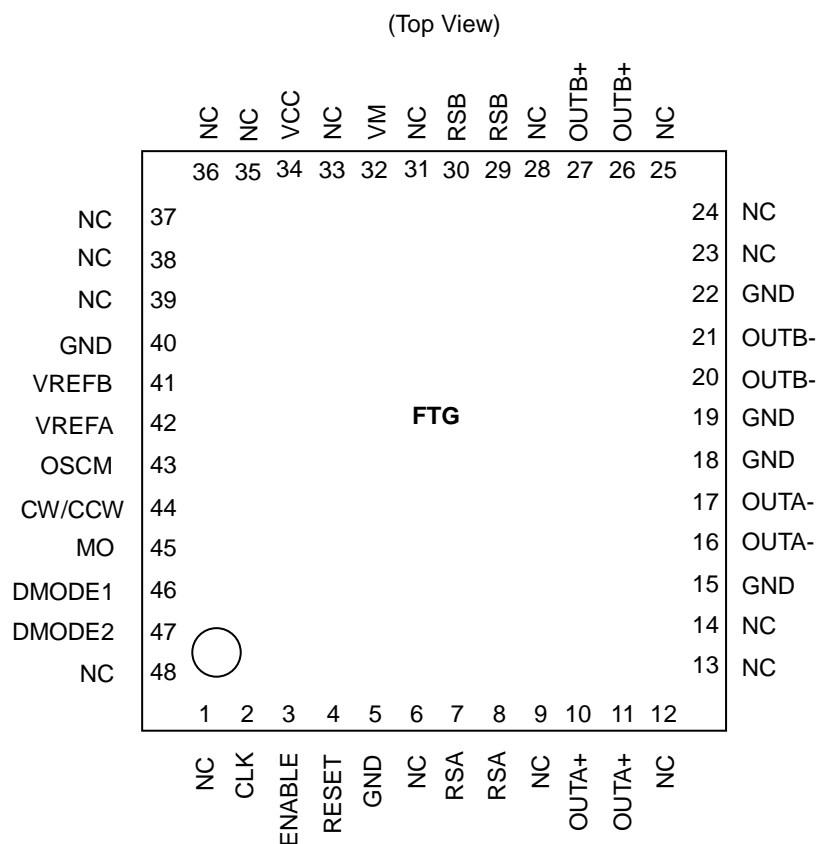 (Top View)
NC NC VCC NC VM NC RSB RSB NC OUTB+ OUTB+ NC
36 35 34 33 32 31 30 29 28 27 26 25
NC 37 24 NC
NC 38 23 NC
NC 39 22 GND
GND 40 21 OUTB-
VREFB 41 20 OUTB-
VREFA 42 FTG 19 GND
OSCM 43 18 GND
CW/CCW 44 17 OUTA-
MO 45 16 OUTA-
DMODE1 46 15 GND
DMODE2 47 14 NC
NC 48 13 NC
1 2 3 4 5 6 7 8 9 10 11 12
NC CLK ENABLE RESET GND NC RSA RSA NC OUTA+ OUTA+ NC